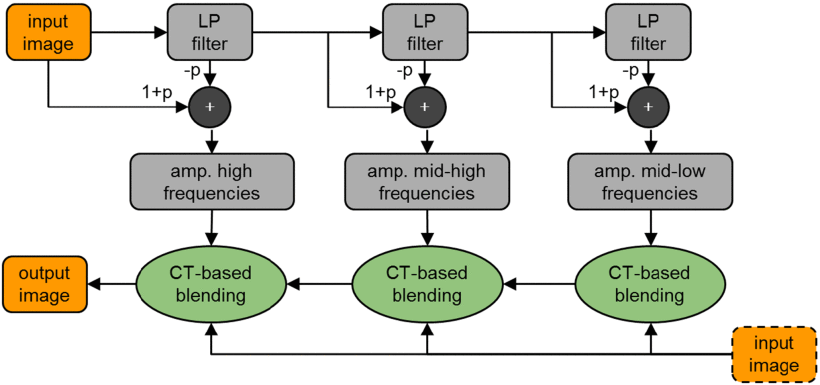 input
image
LP
filter
LP
filter
LP
filter
-p
-p
-p
1+p
+
1+p
+
1+p
+
amp. high
frequencies
amp. mid-high
frequencies
amp. mid-low
frequencies
output
image
CT-based
blending
CT-based
blending
CT-based
blending
input
image